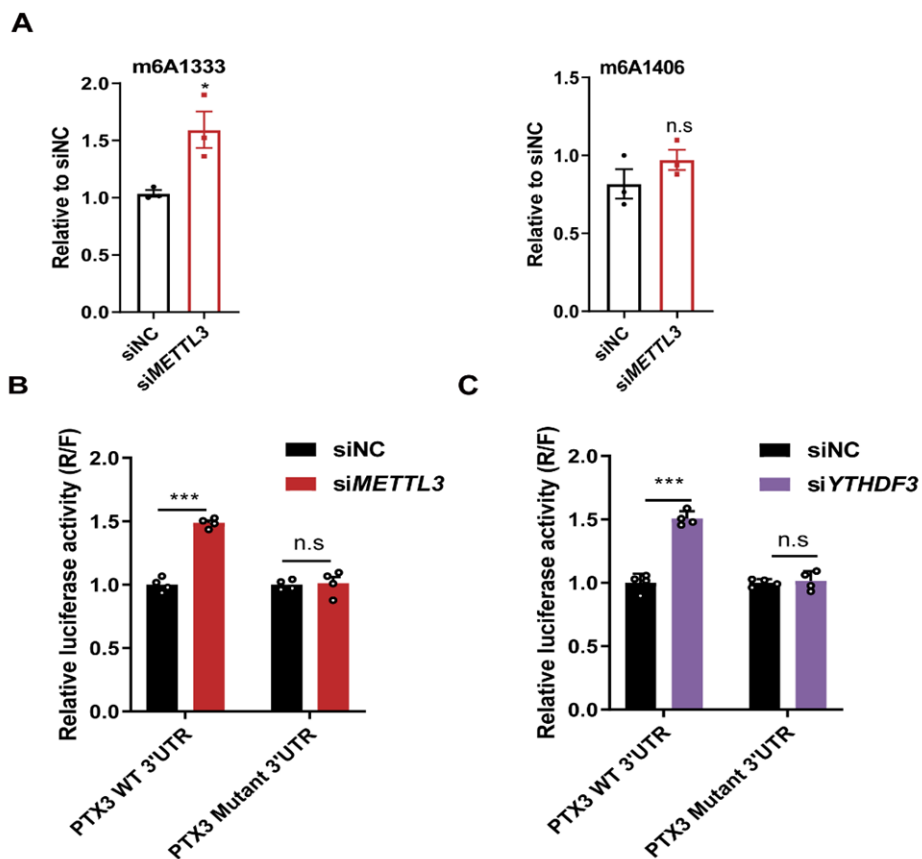 A
m6A1333
Relative to siNC
2.0
1.5
1.0
0.5
0.0
*
siNC
siMETTL3
m6A1406
Relative to siNC
1.5
1.0
0.5
0.0
n.s
siNC
siMETTL3
B
siNC
siMETTL3
Relative luciferase activity (R/F)
2.0
1.5
1.0
0.5
0.0
***
n.s
PTX3 WT 3'UTR
PTX3 Mutant 3'UTR
C
siNC
siYTHDF3
Relative luciferase activity (R/F)
2.0
1.5
1.0
0.5
0.0
***
n.s
PTX3 WT 3'UTR
PTX3 Mutant 3'UTR